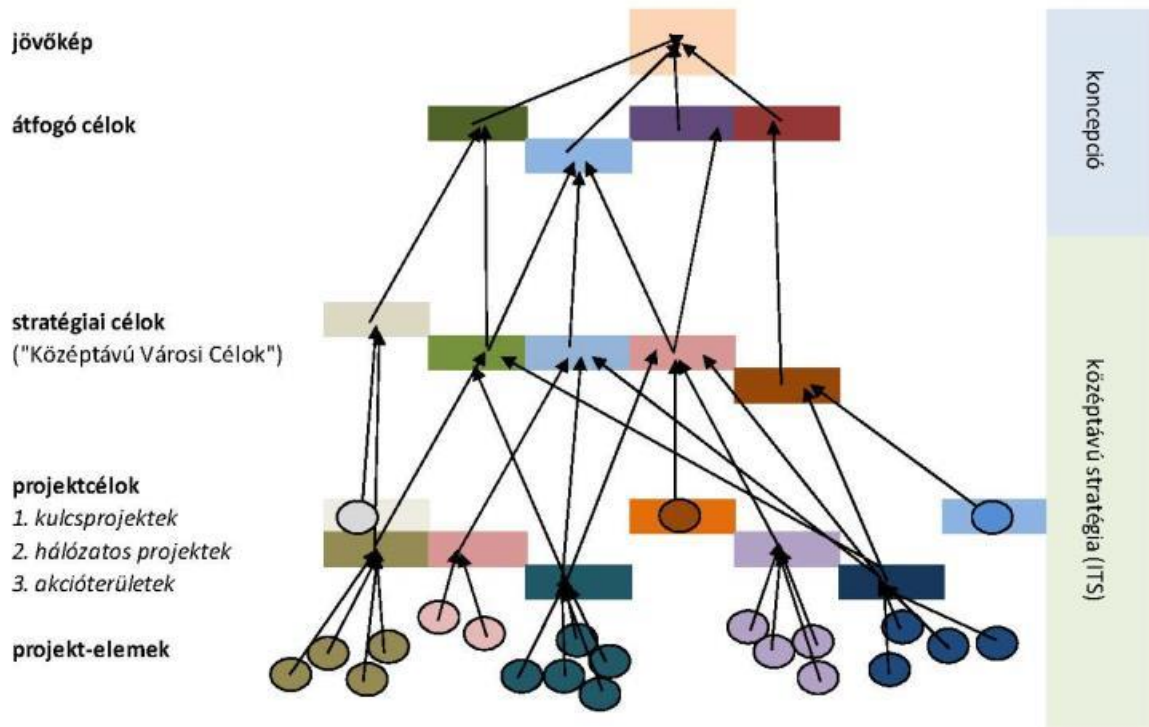 jövőkép
átfogó célok
stratégiai célok
("Középtávú Városi Célok")
projektcélok
1. kulcsprojektek
2. hálózatos projektek
3. akcióterületek
projekt-elemek
koncepció
középtávú stratégia (ITS)